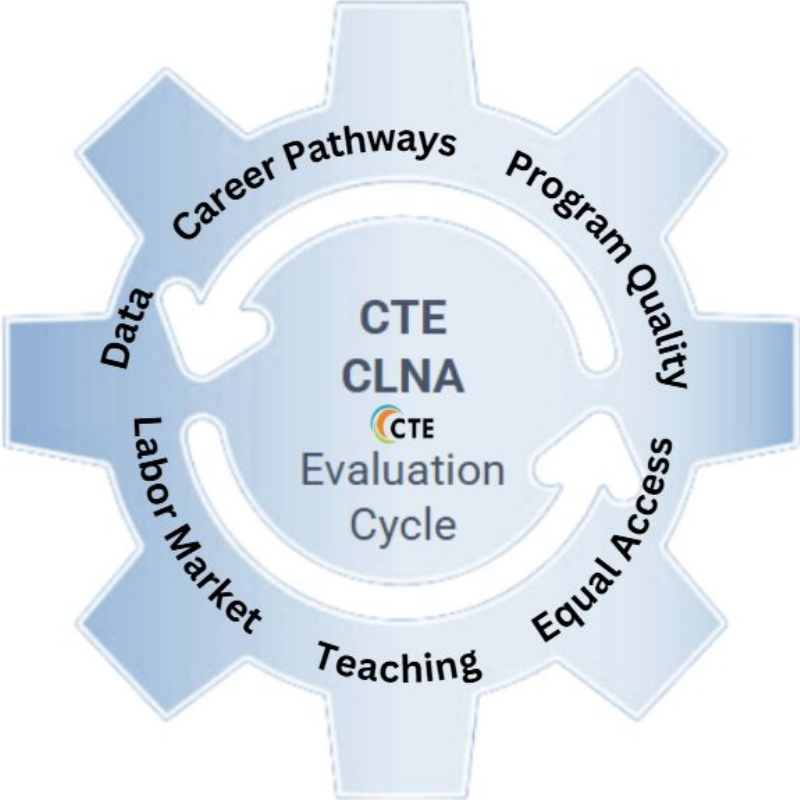 Career Pathways
Program Quality
Data
CTE
CLNA
CTE
Evaluation
Cycle
Labor Market
Equal Access
Teaching